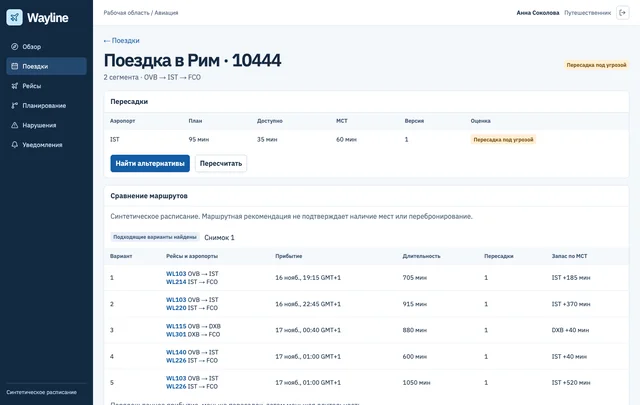 Wayline
Обзор
Поездки
Рейсы
Планирование
Нарушения
Уведомления
Синтетическое расписание
Рабочая область / Авиация
Анна Соколова Путешественник
← Поездки
Поездка в Рим · 10444
2 сегмента · OVB → IST → FCO
Пересадка под угрозой
Пересадки
Аэропорт План Доступно MCT Версия Оценка
IST 95 мин 35 мин 60 мин 1 Пересадка под угрозой
Найти альтернативы Пересчитать
Сравнение маршрутов
Синтетическое расписание. Маршрутная рекомендация не подтверждает наличие мест или перебронирование.
Подходящие варианты найдены Снимок 1
Вариант Рейсы и аэропорты Прибытие Длительность Пересадки Запас по MCT
1 WL103 OVB → IST 16 нояб., 19:15 GMT+1 705 мин 1 IST +185 мин
WL214 IST → FCO
2 WL103 OVB → IST 16 нояб., 22:45 GMT+1 915 мин 1 IST +370 мин
WL220 IST → FCO
3 WL115 OVB → DXB 17 нояб., 00:40 GMT+1 880 мин 1 DXB +40 мин
WL301 DXB → FCO
4 WL140 OVB → IST 17 нояб., 01:00 GMT+1 600 мин 1 IST +40 мин
WL226 IST → FCO
5 WL103 OVB → IST 17 нояб., 01:00 GMT+1 1050 мин 1 IST +520 мин
WL226 IST → FCO